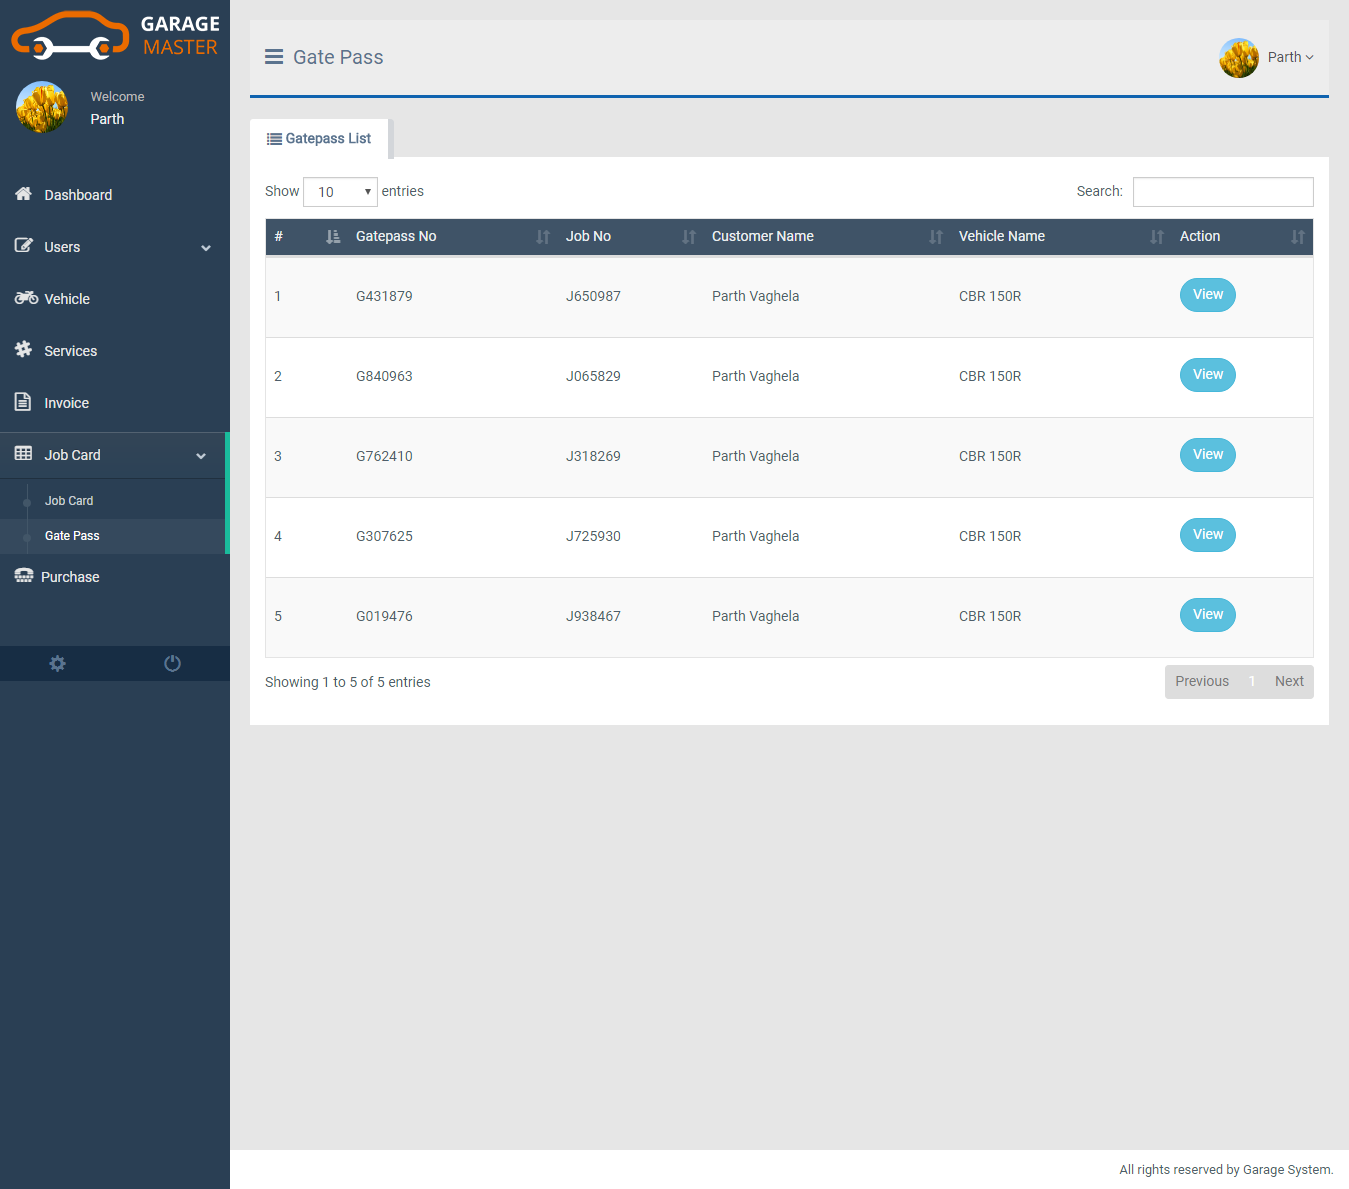 GARAGE
MASTER
Welcome
Parth
Dashboard
Users
Vehicle
Services
Invoice
Job Card
Job Card
Gate Pass
Purchase
Gate Pass
Parth
Gatepass List
Show 10 entries
Search:
# Gatepass No Job No Customer Name Vehicle Name Action
1 G431879 J650987 Parth Vaghela CBR 150R View
2 G840963 J065829 Parth Vaghela CBR 150R View
3 G762410 J318269 Parth Vaghela CBR 150R View
4 G307625 J725930 Parth Vaghela CBR 150R View
5 G019476 J938467 Parth Vaghela CBR 150R View
Showing 1 to 5 of 5 entries
Previous 1 Next
All rights reserved by Garage System.